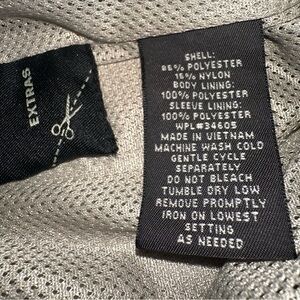 EXTRAS
SHELL:
85% POLYESTER
15% NYLON
BODY LINING:
100% POLYESTER
SLEEVE LINING:
100% POLYESTER
WPL#34605
MADE IN VIETNAM
MACHINE WASH COLD
GENTLE CYCLE
SEPARATELY
DO NOT BLEACH
TUMBLE DRY LOW
REMOVE PROMPTLY
IRON ON LOWEST
SETTING
AS NEEDED